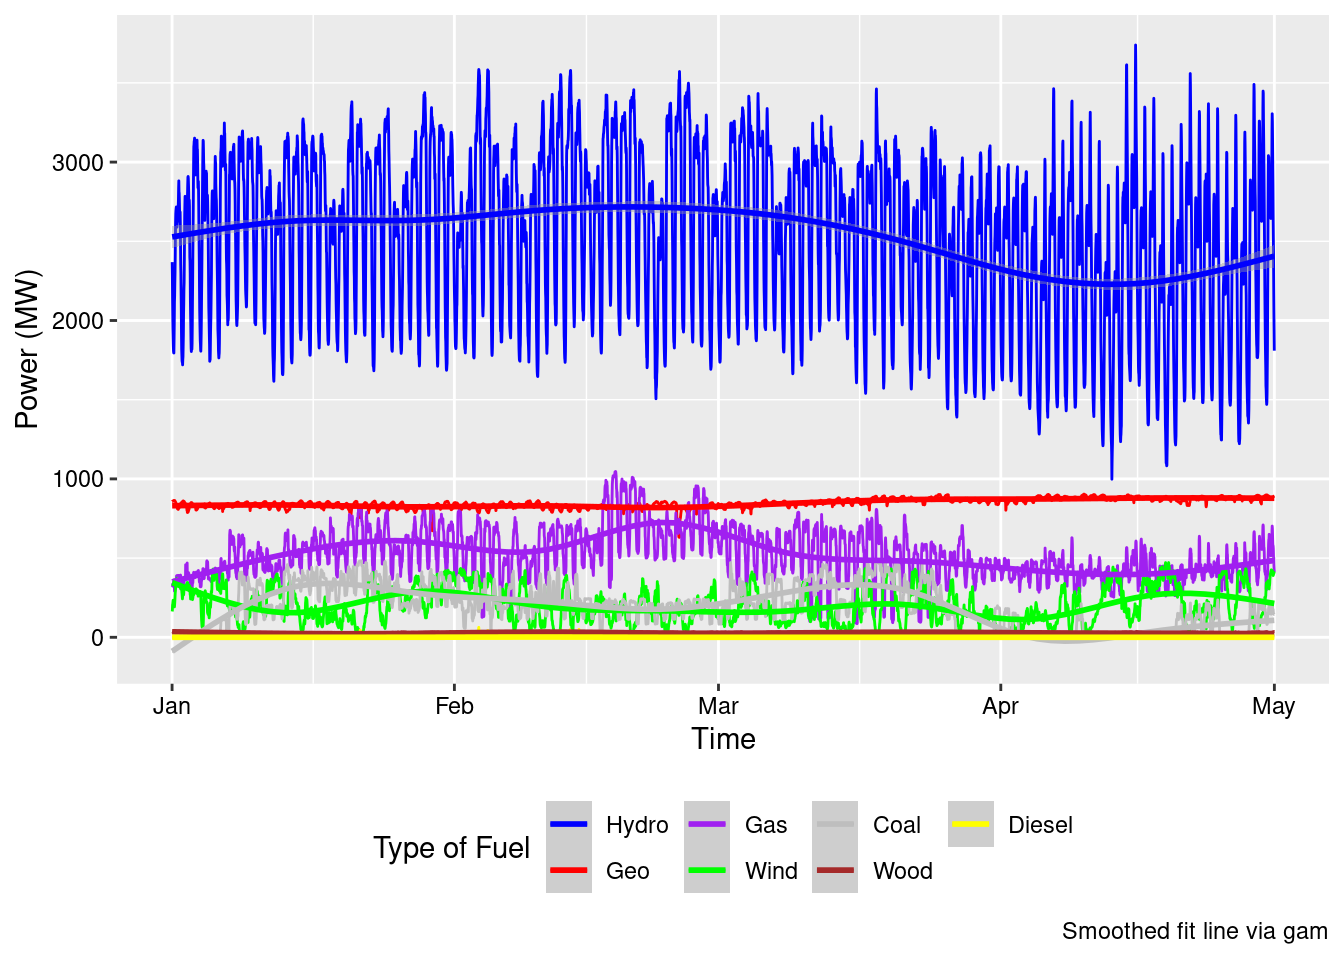 Power (MW)
3000
2000
1000
0
Jan Feb Mar Apr May
Time
Type of Fuel
Hydro Gas Coal Diesel
Geo Wind Wood
Smoothed fit line via gam